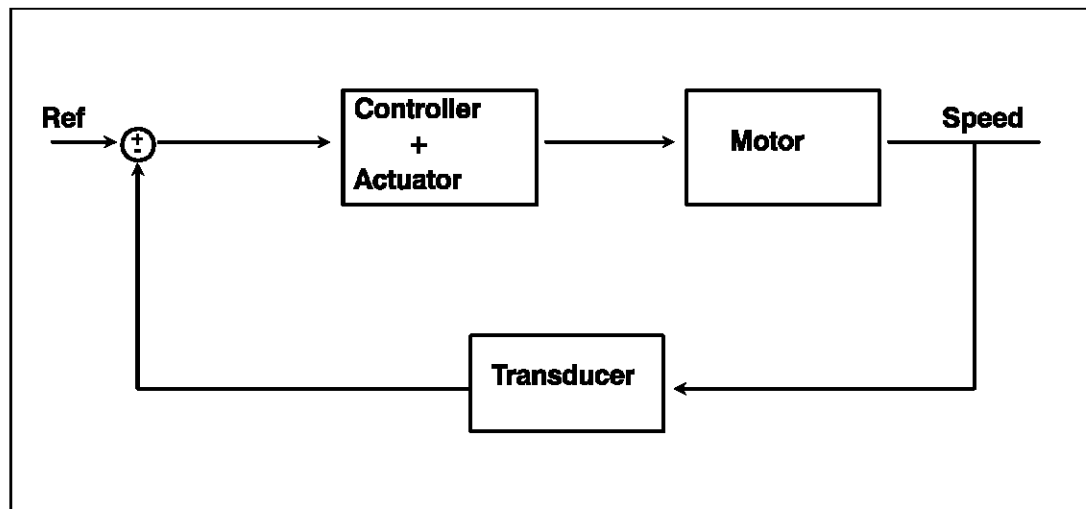 Ref
+
-
Controller
+
Actuator
Motor
Speed
Transducer